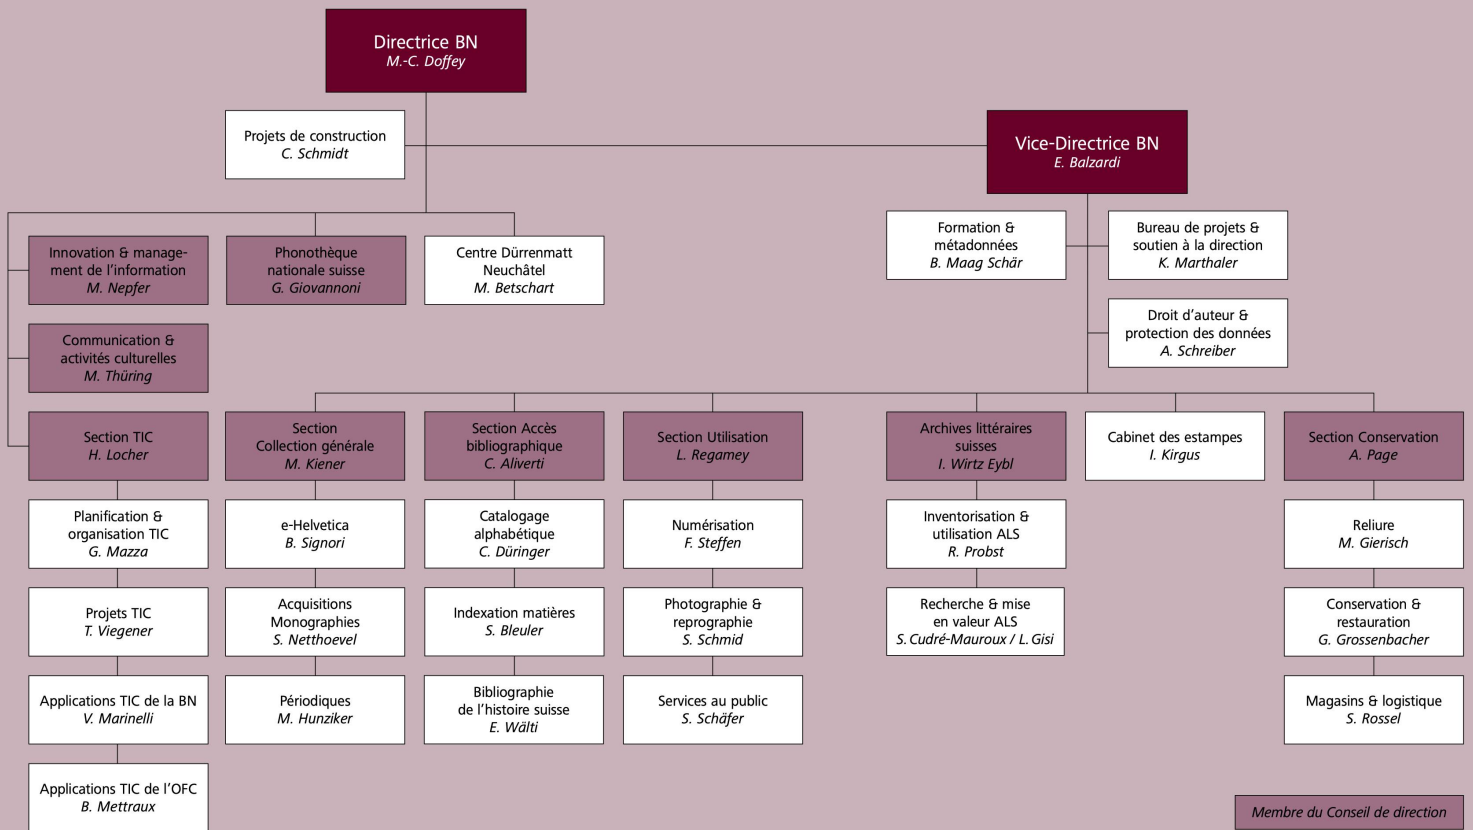 Directrice BN
M.-C. Doffey
Projets de construction
C. Schmidt
Vice-Directrice BN
E. Balzardi
Formation &
métadonnées
B. Maag Schär
Bureau de projets &
soutien à la direction
K. Marthaler
Innovation & manage-
ment de l'information
M. Nepfer
Phonothèque
nationale suisse
G. Giovannoni
Centre Dürrenmatt
Neuchâtel
M. Betschart
Droit d'auteur &
protection des données
A. Schreiber
Communication &
activités culturelles
M. Thüring
Section TIC
H. Locher
Section
Collection générale
M. Kiener
Section Accès
bibliographique
C. Aliverti
Section Utilisation
L. Regamey
Archives littéraires
suisses
I. Wirtz Eybl
Cabinet des estampes
I. Kirgus
Section Conservation
A. Page
Planification &
organisation TIC
G. Mazza
e-Helvetica
B. Signori
Catalogage
alphabétique
C. Düringer
Numérisation
F. Steffen
Inventorisation &
utilisation ALS
R. Probst
Reliure
M. Gierisch
Projets TIC
T. Viegener
Acquisitions
Monographies
S. Netthoevel
Indexation matières
S. Bleuler
Photographie &
reprographie
S. Schmid
Recherche & mise
en valeur ALS
S. Cudré-Mauroux / L. Gisi
Conservation &
restauration
G. Grossenbacher
Applications TIC de la BN
V. Marinelli
Périodiques
M. Hunziker
Bibliographie
de l'histoire suisse
E. Wälti
Services au public
S. Schäfer
Magasins & logistique
S. Rossel
Applications TIC de l'OFC
B. Mettraux
Membre du Conseil de direction